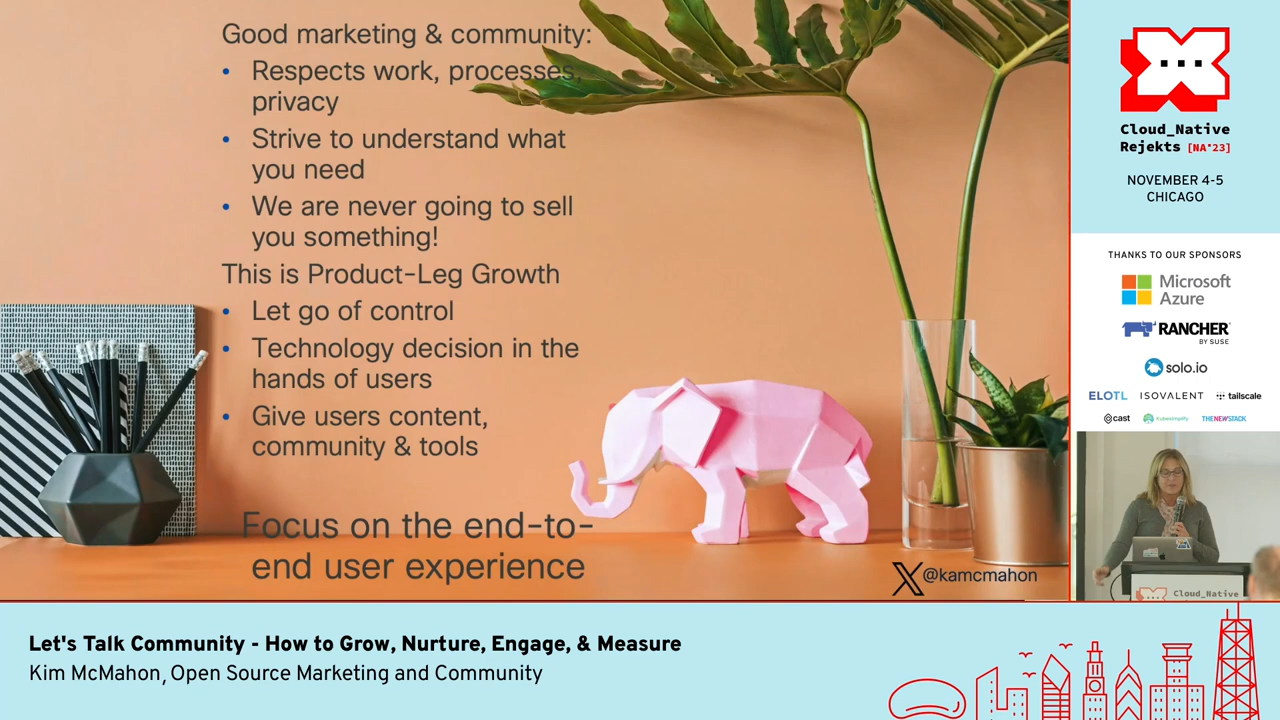 Good marketing & community:
• Respects work, processes,
privacy
• Strive to understand what
you need
• We are never going to sell
you something!
This is Product-Leg Growth
• Let go of control
• Technology decision in the
hands of users
• Give users content,
community & tools
Focus on the end-to-
end user experience
@kamcmahon
Cloud_Native
Rejekts [NA'23]
NOVEMBER 4-5
CHICAGO
THANKS TO OUR SPONSORS
Microsoft
Azure
RANCHER
BY SUSE
solo.io
ELOTL ISOVALENT tailscale
cast Kubesimplify THENEWSTACK
Cloud_Native
Let's Talk Community - How to Grow, Nurture, Engage, & Measure
Kim McMahon, Open Source Marketing and Community